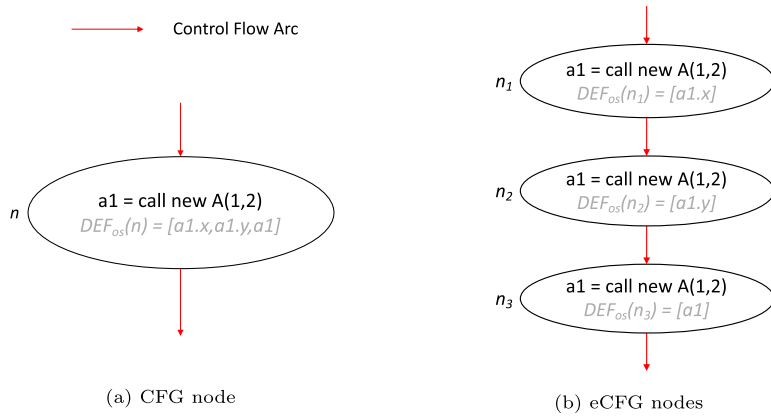 Control Flow Arc
n
a1 = call new A(1,2)
DEFos(n) = [a1.x,a1.y,a1]
(a) CFG node
n1
a1 = call new A(1,2)
DEFos(n1) = [a1.x]
n2
a1 = call new A(1,2)
DEFos(n2) = [a1.y]
n3
a1 = call new A(1,2)
DEFos(n3) = [a1]
(b) eCFG nodes